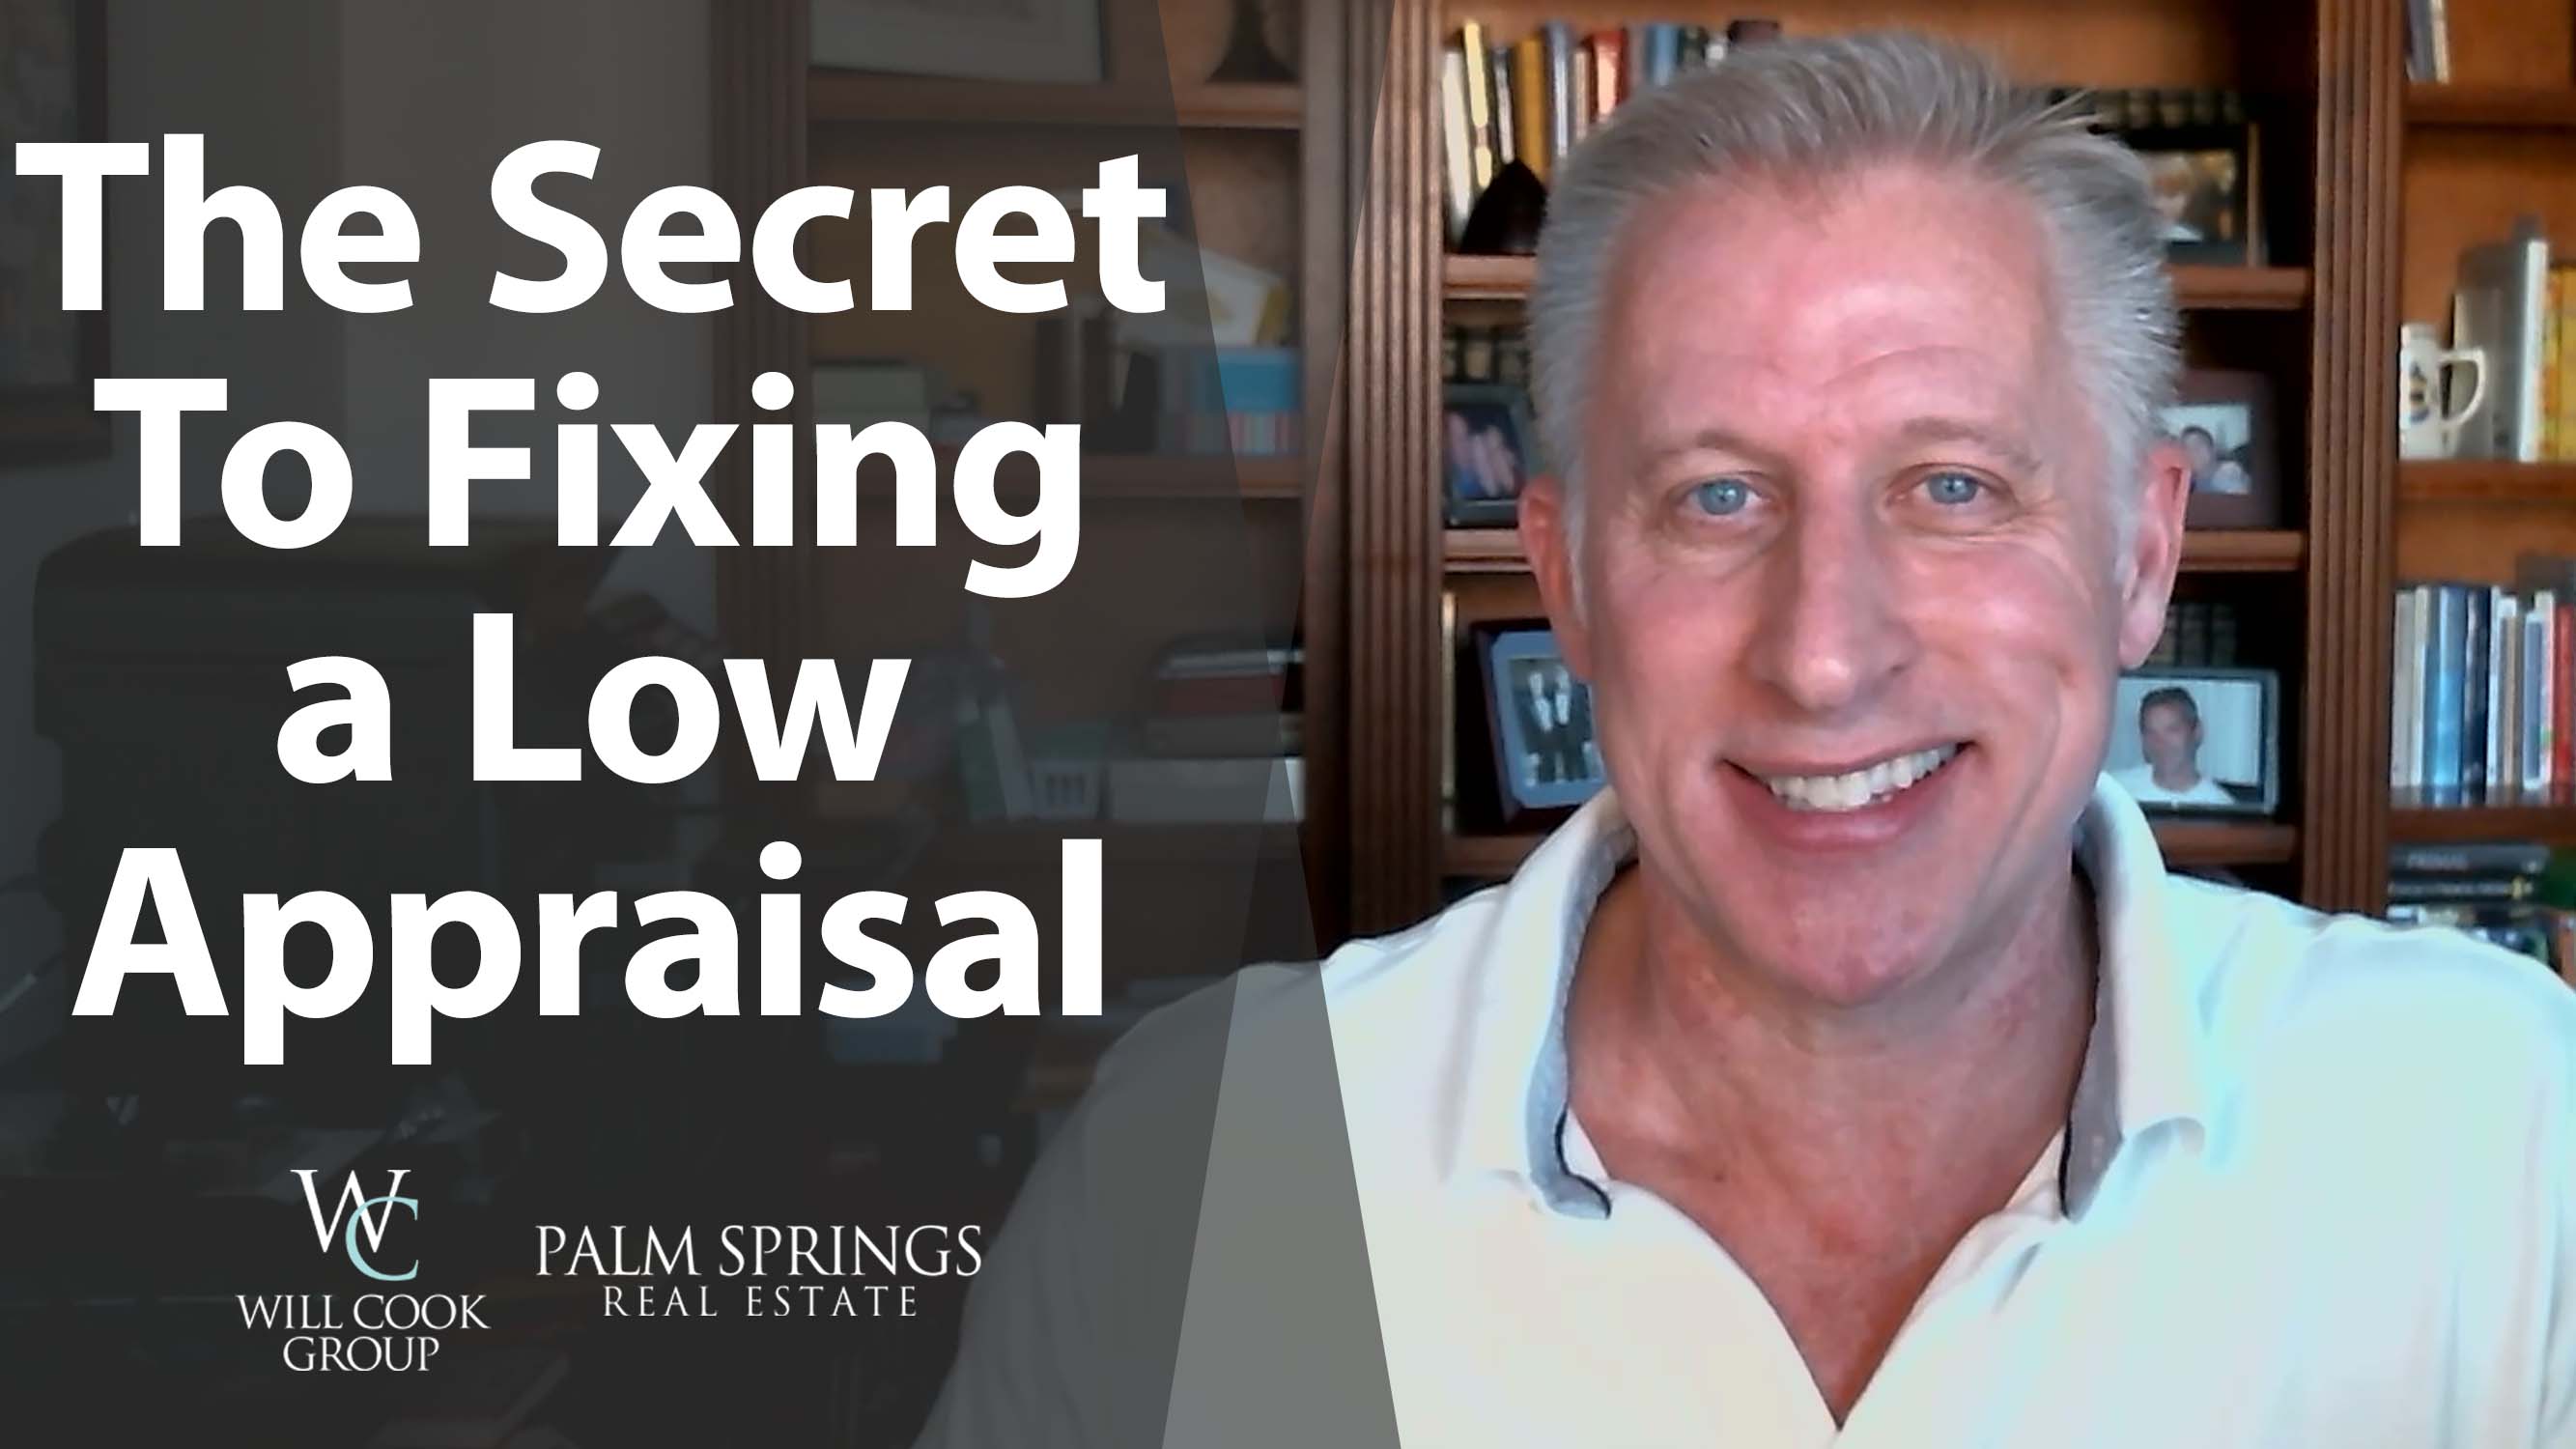 The Secret
To Fixing
a Low
Appraisal
WC
WILL COOK
GROUP
PALM SPRINGS
REAL ESTATE